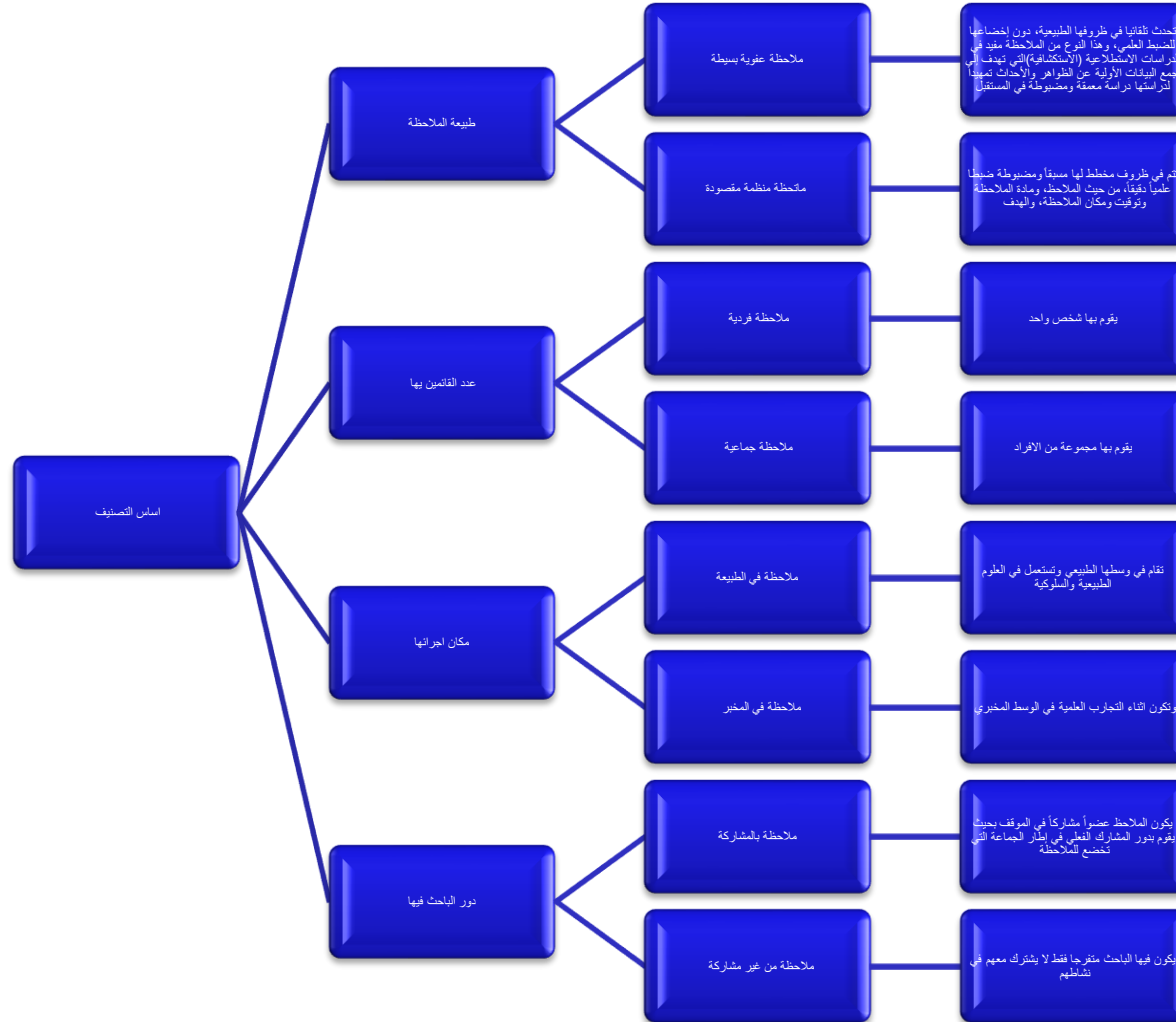 اساس التصنيف
طبيعة الملاحظة
ملاحظة عفوية بسيطة
تحدث تلقائيا في ظروفها الطبيعية، دون إخضاعها
للضبط العلمي، وهذا النوع من الملاحظة مفيد في
دراسات الاستطلاعية (الاستكشافية)التي تهدف إلى
جمع البيانات الأولية عن الظواهر والأحداث تمهيدا
لدراستها دراسة معمقة ومضبوطة في المستقبل
ماتحظة منظمة مقصودة
تم في ظروف مخطط لها مسبقاً ومضبوطة ضبطا
علمياً دقيقاً، من حيث الملاحظ، ومادة الملاحظة
وتوقيت ومكان الملاحظة، والهدف
عدد القائمين يها
ملاحظة فردية
يقوم بها شخص واحد
ملاحظة جماعية
يقوم بها مجموعة من الافراد
مكان اجرائها
ملاحظة في الطبيعة
تقام في وسطها الطبيعي وتستعمل في العلوم
الطبيعية والسلوكية
ملاحظة في المخبر
وتكون اثناء التجارب العلمية في الوسط المخبري
دور الباحث فيها
ملاحظة بالمشاركة
يكون الملاحظ عضواً مشاركاً في الموقف بحيث
يقوم بدور المشارك الفعلي في إطار الجماعة التي
تخضع للملاحظة
ملاحظة من غير مشاركة
يكون فيها الباحث متفرجا فقط لا يشترك معهم في
نشاطهم